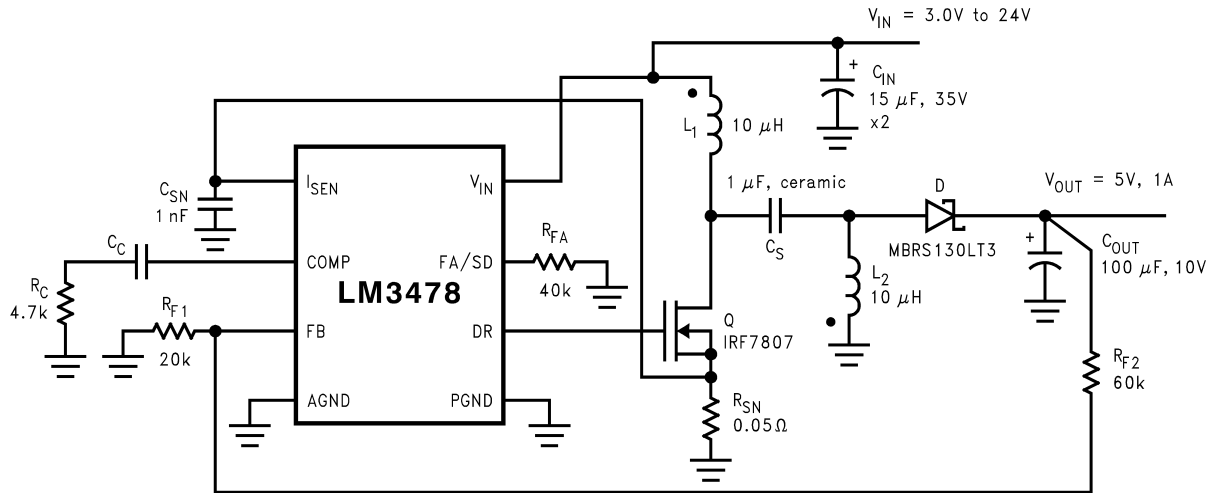 V_IN = 3.0V to 24V
+
C_IN
15 μF, 35V
x2
L_1
10 μH
I_SEN
V_IN
C_SN
1 nF
1 μF, ceramic
C_S
D
MBRS130LT3
V_OUT = 5V, 1A
+
C_OUT
100 μF, 10V
C_C
COMP
FA/SD
R_FA
40k
LM3478
L_2
10 μH
R_C
4.7k
R_F1
20k
FB
DR
Q
IRF7807
R_F2
60k
AGND
PGND
R_SN
0.05Ω